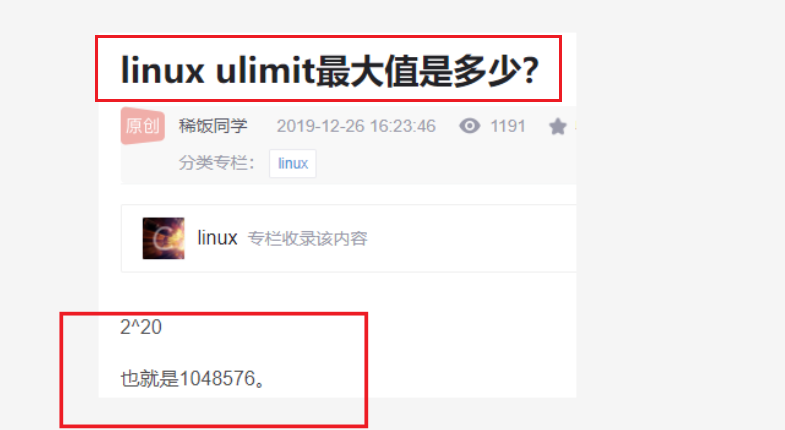 linux ulimit最大值是多少?
原创 稀饭同学 2019-12-26 16:23:46 1191
分类专栏: linux
linux 专栏收录该内容
2^20
也就是1048576。